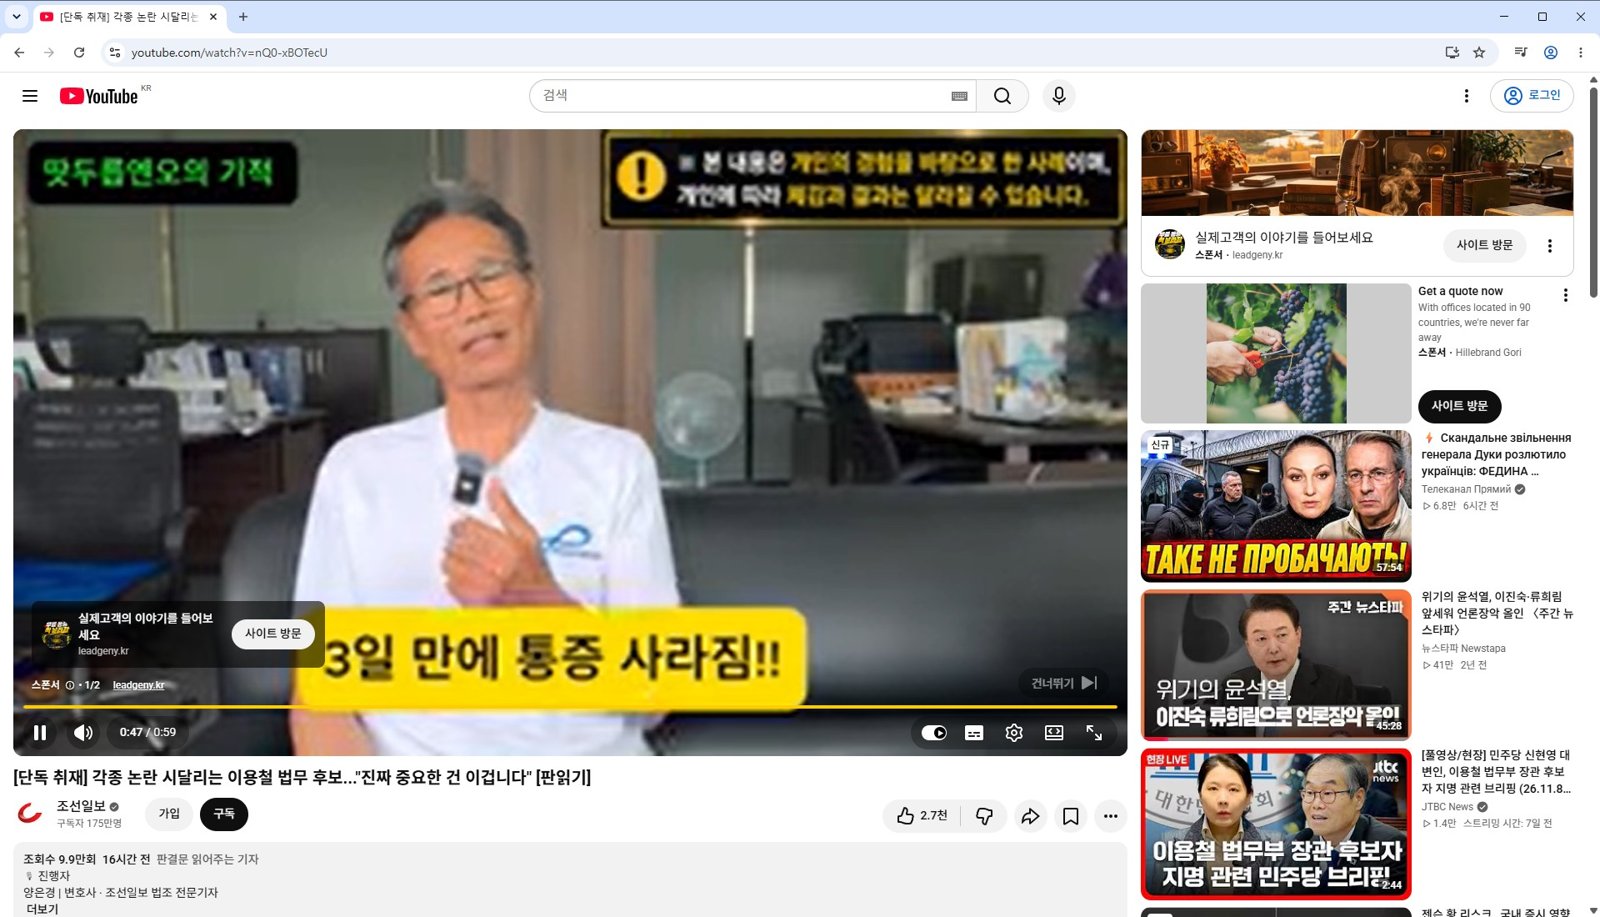 [단독 취재] 각종 논란 시달리는
youtube.com/watch?v=nQ0-xBOTecU
YouTube KR
검색
로그인
땃두릅엔오의 기적
※ 본 내용은 개인의 경험을 바탕으로 한 사례이며,
개인에 따라 체감과 결과는 달라질 수 있습니다.
3일 만에 통증 사라짐!!
실제고객의 이야기를 들어보
세요
leadgeny.kr
사이트 방문
스폰서 · 1/2 leadgeny.kr
건너뛰기
0:47 / 0:59
[단독 취재] 각종 논란 시달리는 이용철 법무 후보..."진짜 중요한 건 이겁니다" [판읽기]
조선일보
구독자 175만명
가입
구독
2.7천
조회수 9.9만회 16시간 전 판결문 읽어주는 기자
🎙 진행자
양은경 | 변호사 · 조선일보 법조 전문기자
더보기
실제고객의 이야기를 들어보세요
스폰서 · leadgeny.kr
사이트 방문
Get a quote now
With offices located in 90
countries, we're never far
away
스폰서 · Hillebrand Gori
사이트 방문
신규
ТАКЕ НЕ ПРОБАЧАЮТЬ!
57:54
⚡ Скандальне звільнення
генерала Дуки розлютило
українців: ФЕДИНА ...
Телеканал Прямий
6.8만 6시간 전
주간 뉴스타파
위기의 윤석열,
이진숙 류희림으로 언론장악 올인
45:28
위기의 윤석열, 이진숙·류희림
앞세워 언론장악 올인 〈주간 뉴
스타파〉
뉴스타파 Newstapa
41만 2년 전
현장 LIVE
jtbc
news
이용철 법무부 장관 후보자
지명 관련 민주당 브리핑
2:44
[풀영상/현장] 민주당 신현영 대
변인, 이용철 법무부 장관 후보
자 지명 관련 브리핑 (26.11.8...
JTBC News
1.4만 스트리밍 시간: 7일 전
젠슨 황 리스크.. 국내 증시 영향